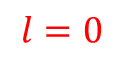 l = 0